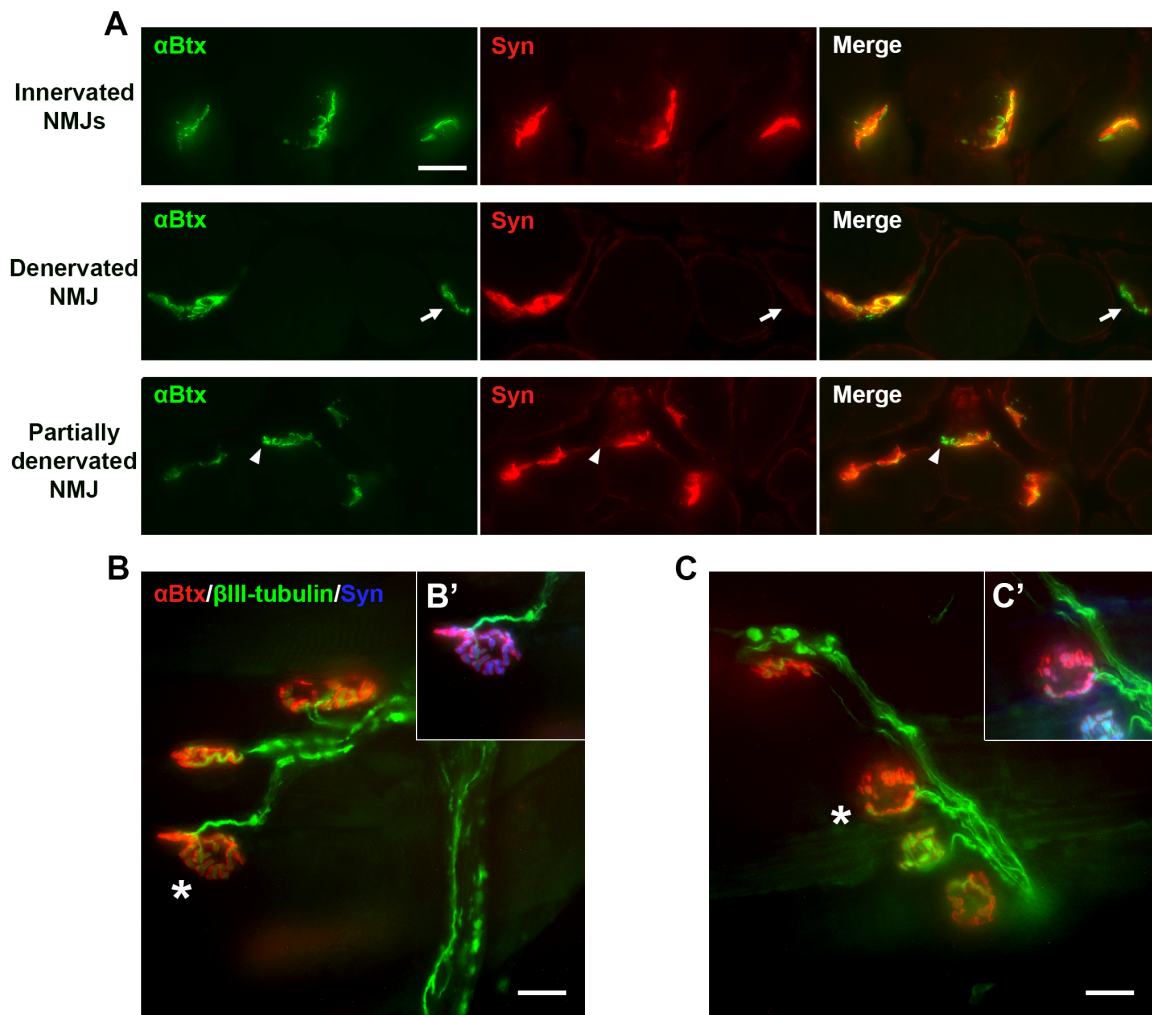 A
αBtx
Syn
Merge
Innervated
NMJs
αBtx
Syn
Merge
Denervated
NMJ
αBtx
Syn
Merge
Partially
denervated
NMJ
B
αBtx/βIII-tubulin/Syn
B’
*
C
C’
*